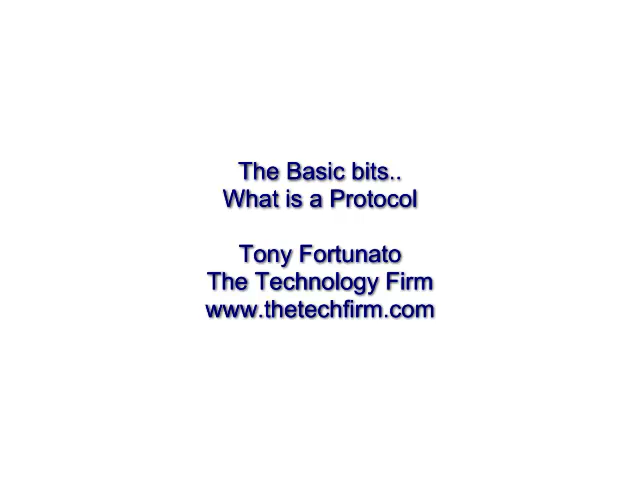 The Basic bits..
What is a Protocol
Tony Fortunato
The Technology Firm
www.thetechfirm.com